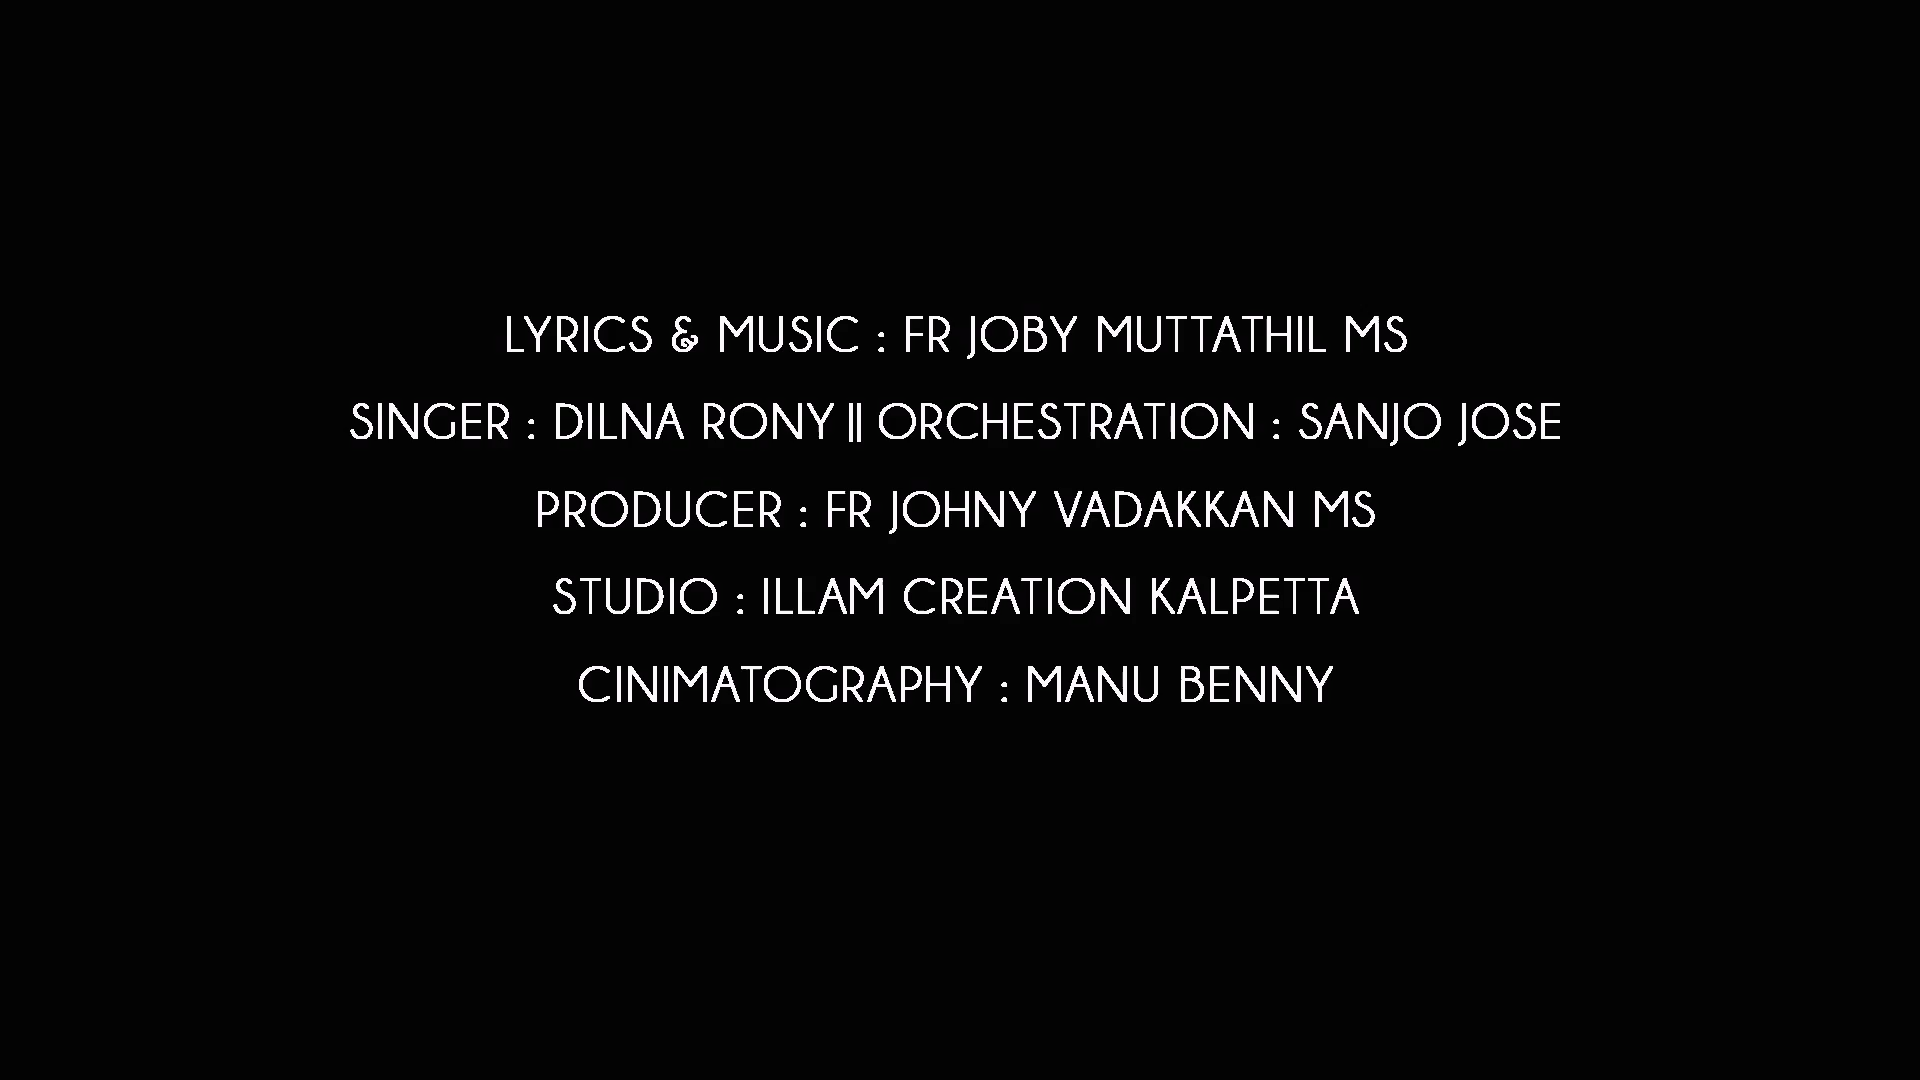 LYRICS & MUSIC : FR JOBY MUTTATHIL MS
SINGER : DILNA RONY || ORCHESTRATION : SANJO JOSE
PRODUCER : FR JOHNY VADAKKAN MS
STUDIO : ILLAM CREATION KALPETTA
CINIMATOGRAPHY : MANU BENNY